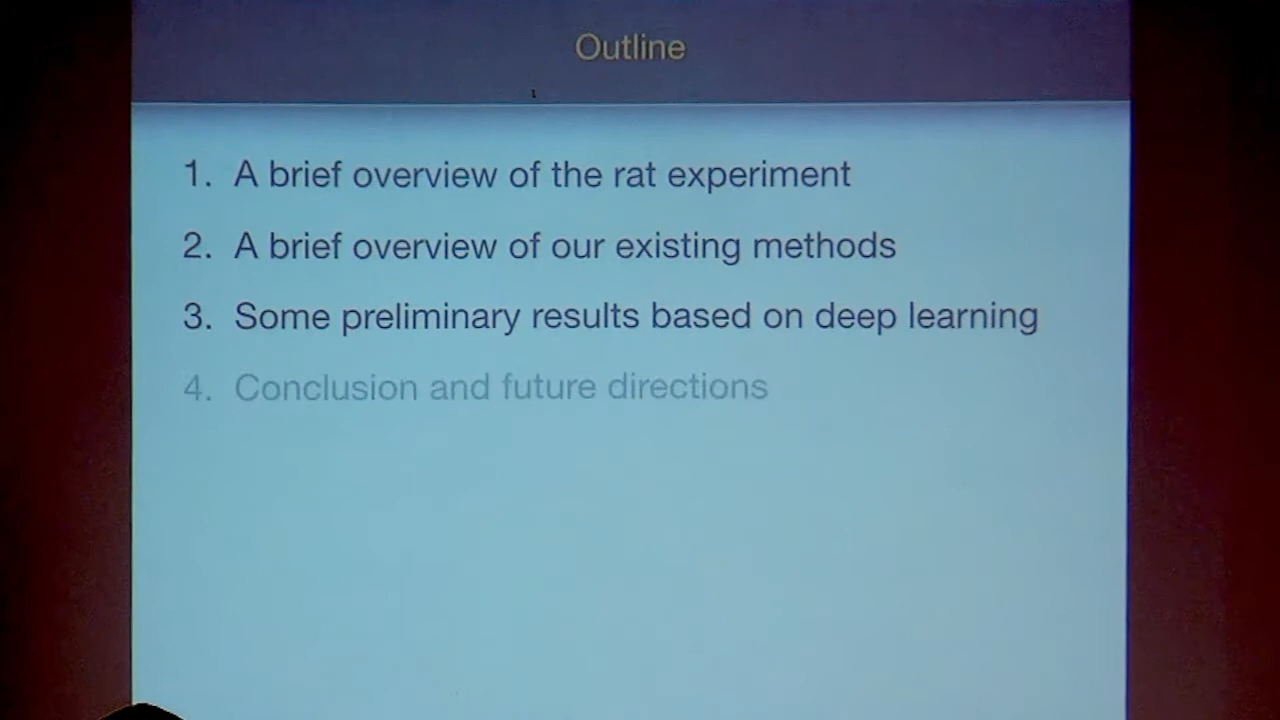 Outline
1. A brief overview of the rat experiment
2. A brief overview of our existing methods
3. Some preliminary results based on deep learning
4. Conclusion and future directions